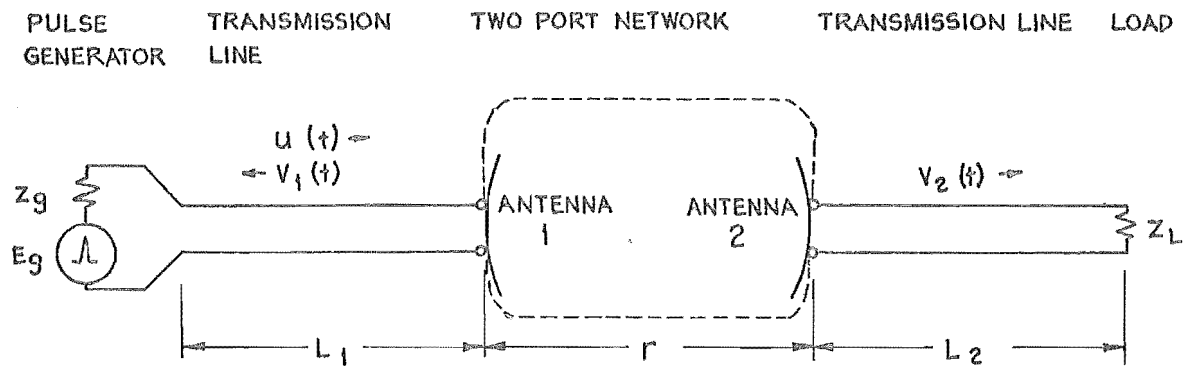 PULSE GENERATOR
TRANSMISSION LINE
TWO PORT NETWORK
TRANSMISSION LINE
LOAD
u (t) →
← V₁ (t)
V₂ (t) →
Zg
Eg
ANTENNA 1
ANTENNA 2
Z_L
L₁
r
L₂